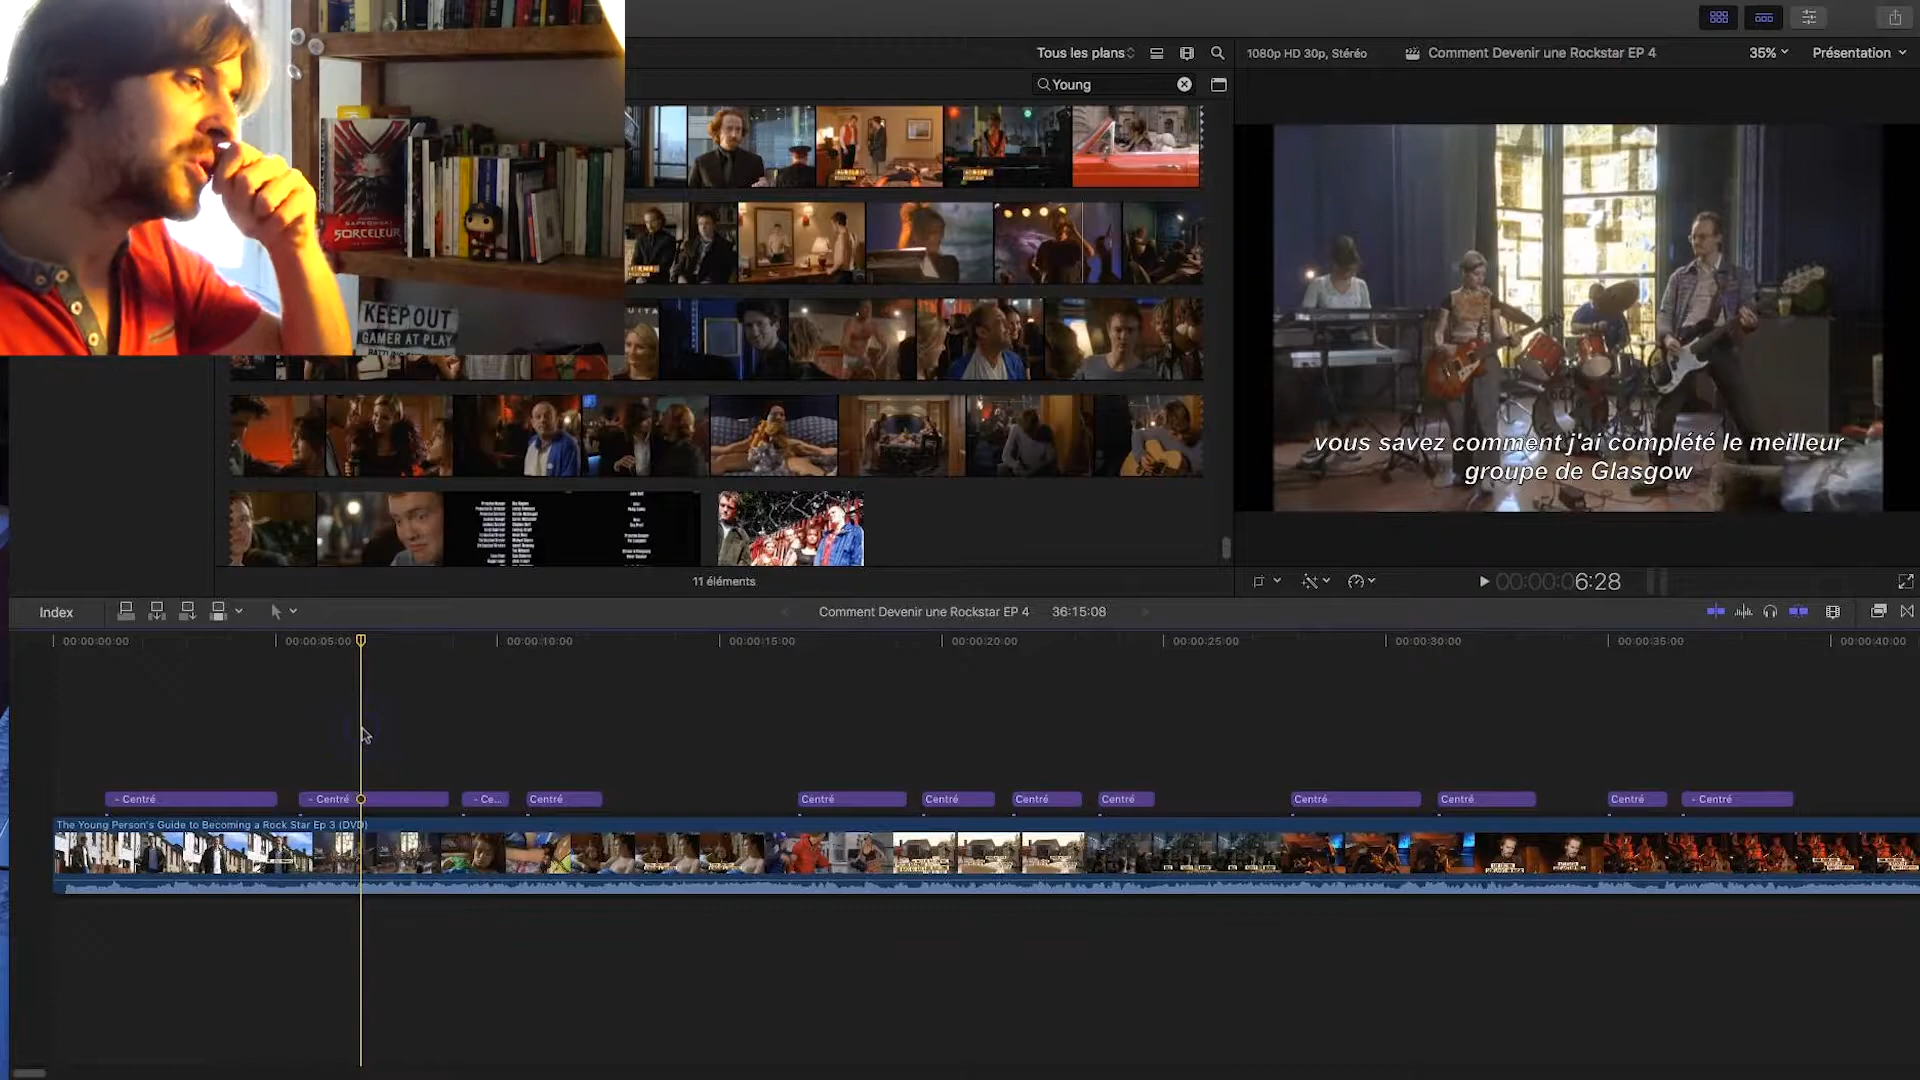 SAPKOWSKI
SORCELEUR
KEEP OUT
GAMER AT PLAY
Tous les plans
Young
11 éléments
1080p HD 30p, Stéréo
Comment Devenir une Rockstar EP 4
35%
Présentation
vous savez comment j'ai complété le meilleur
groupe de Glasgow
00:00:06:28
Index
Comment Devenir une Rockstar EP 4
36:15:08
00:00:00:00
00:00:05:00
00:00:10:00
00:00:15:00
00:00:20:00
00:00:25:00
00:00:30:00
00:00:35:00
00:00:40:00
- Centré
- Centré
- Ce...
Centré
Centré
Centré
Centré
Centré
Centré
Centré
Centré
- Centré
The Young Person's Guide to Becoming a Rock Star Ep 3 (DVD)